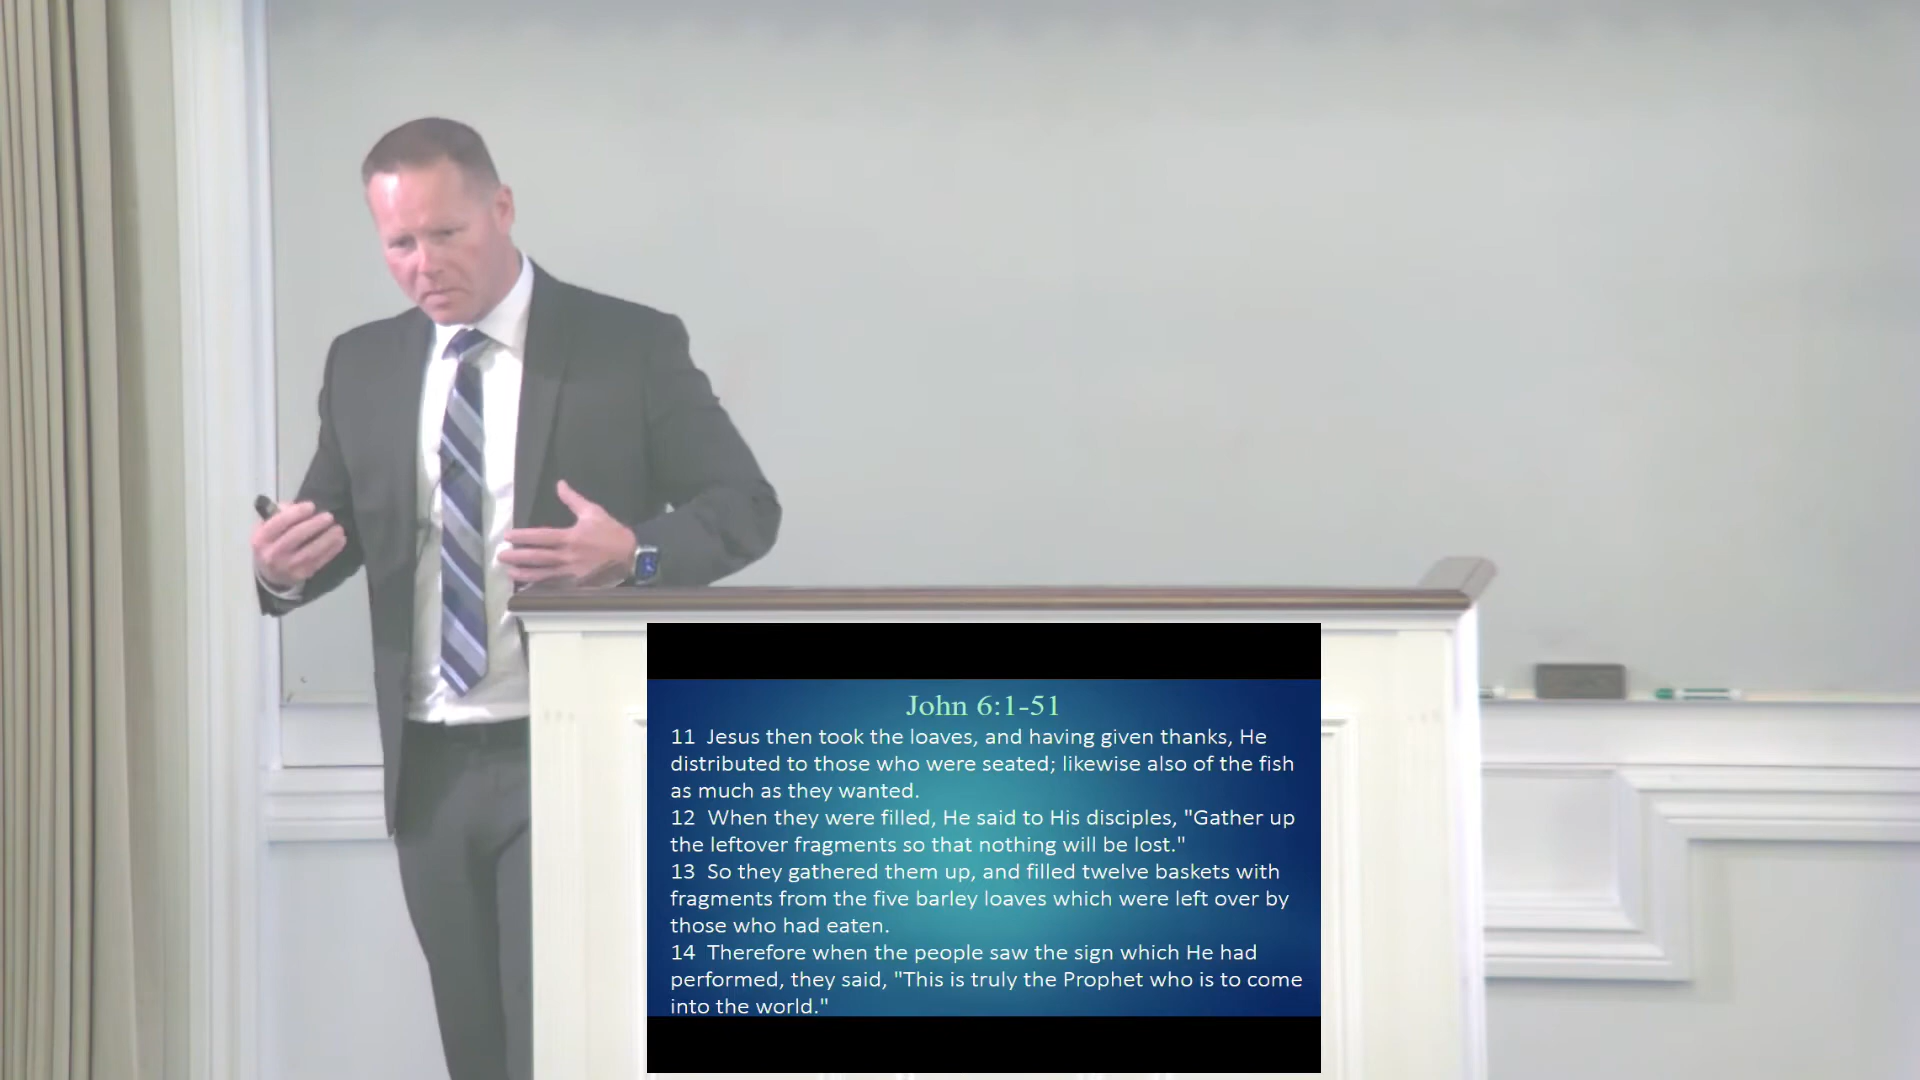 John 6:1-51
11 Jesus then took the loaves, and having given thanks, He
distributed to those who were seated; likewise also of the fish
as much as they wanted.
12 When they were filled, He said to His disciples, "Gather up
the leftover fragments so that nothing will be lost."
13 So they gathered them up, and filled twelve baskets with
fragments from the five barley loaves which were left over by
those who had eaten.
14 Therefore when the people saw the sign which He had
performed, they said, "This is truly the Prophet who is to come
into the world."